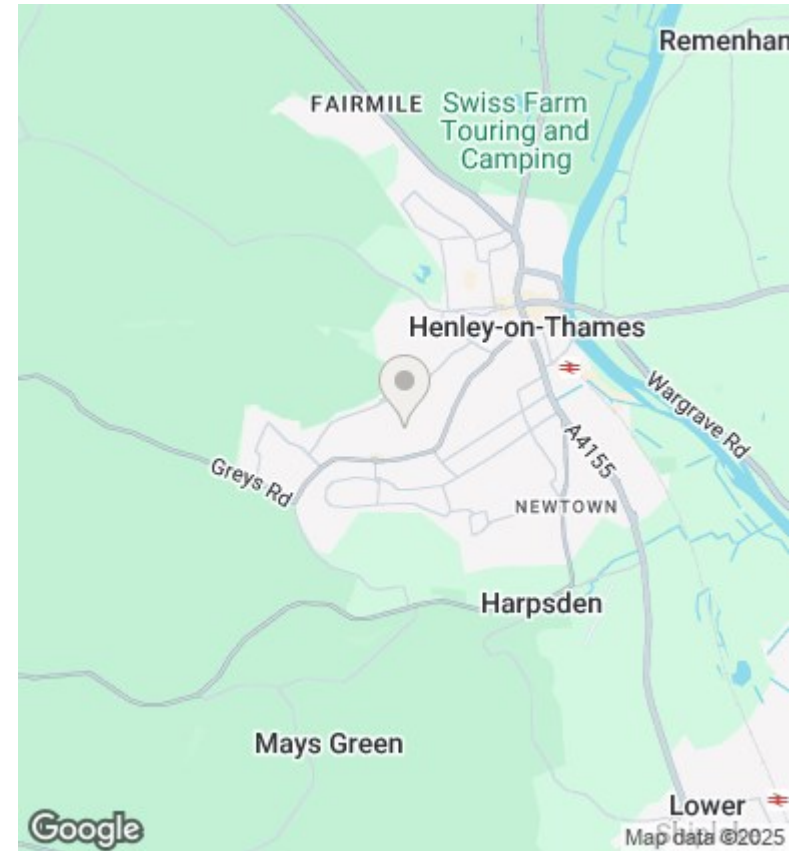 Remenhan
FAIRMILE
Swiss Farm
Touring and
Camping
Henley-on-Thames
Wargrave Rd
A4155
Greys Rd
NEWTOWN
Harpsden
Mays Green
Lower
Google
Map data ©2025